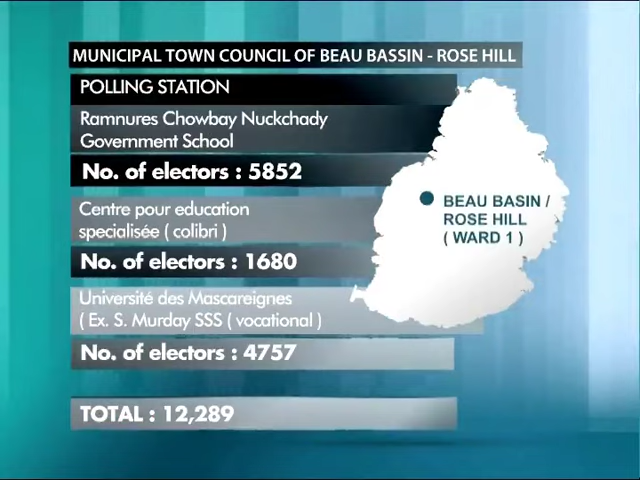 MUNICIPAL TOWN COUNCIL OF BEAU BASSIN - ROSE HILL
POLLING STATION
Ramnures Chowbay Nuckchady
Government School
No. of electors : 5852
Centre pour education
specialisée ( colibri )
No. of electors : 1680
Université des Mascareignes
( Ex. S. Murday SSS ( vocational )
No. of electors : 4757
TOTAL : 12,289
BEAU BASIN /
ROSE HILL
( WARD 1 )